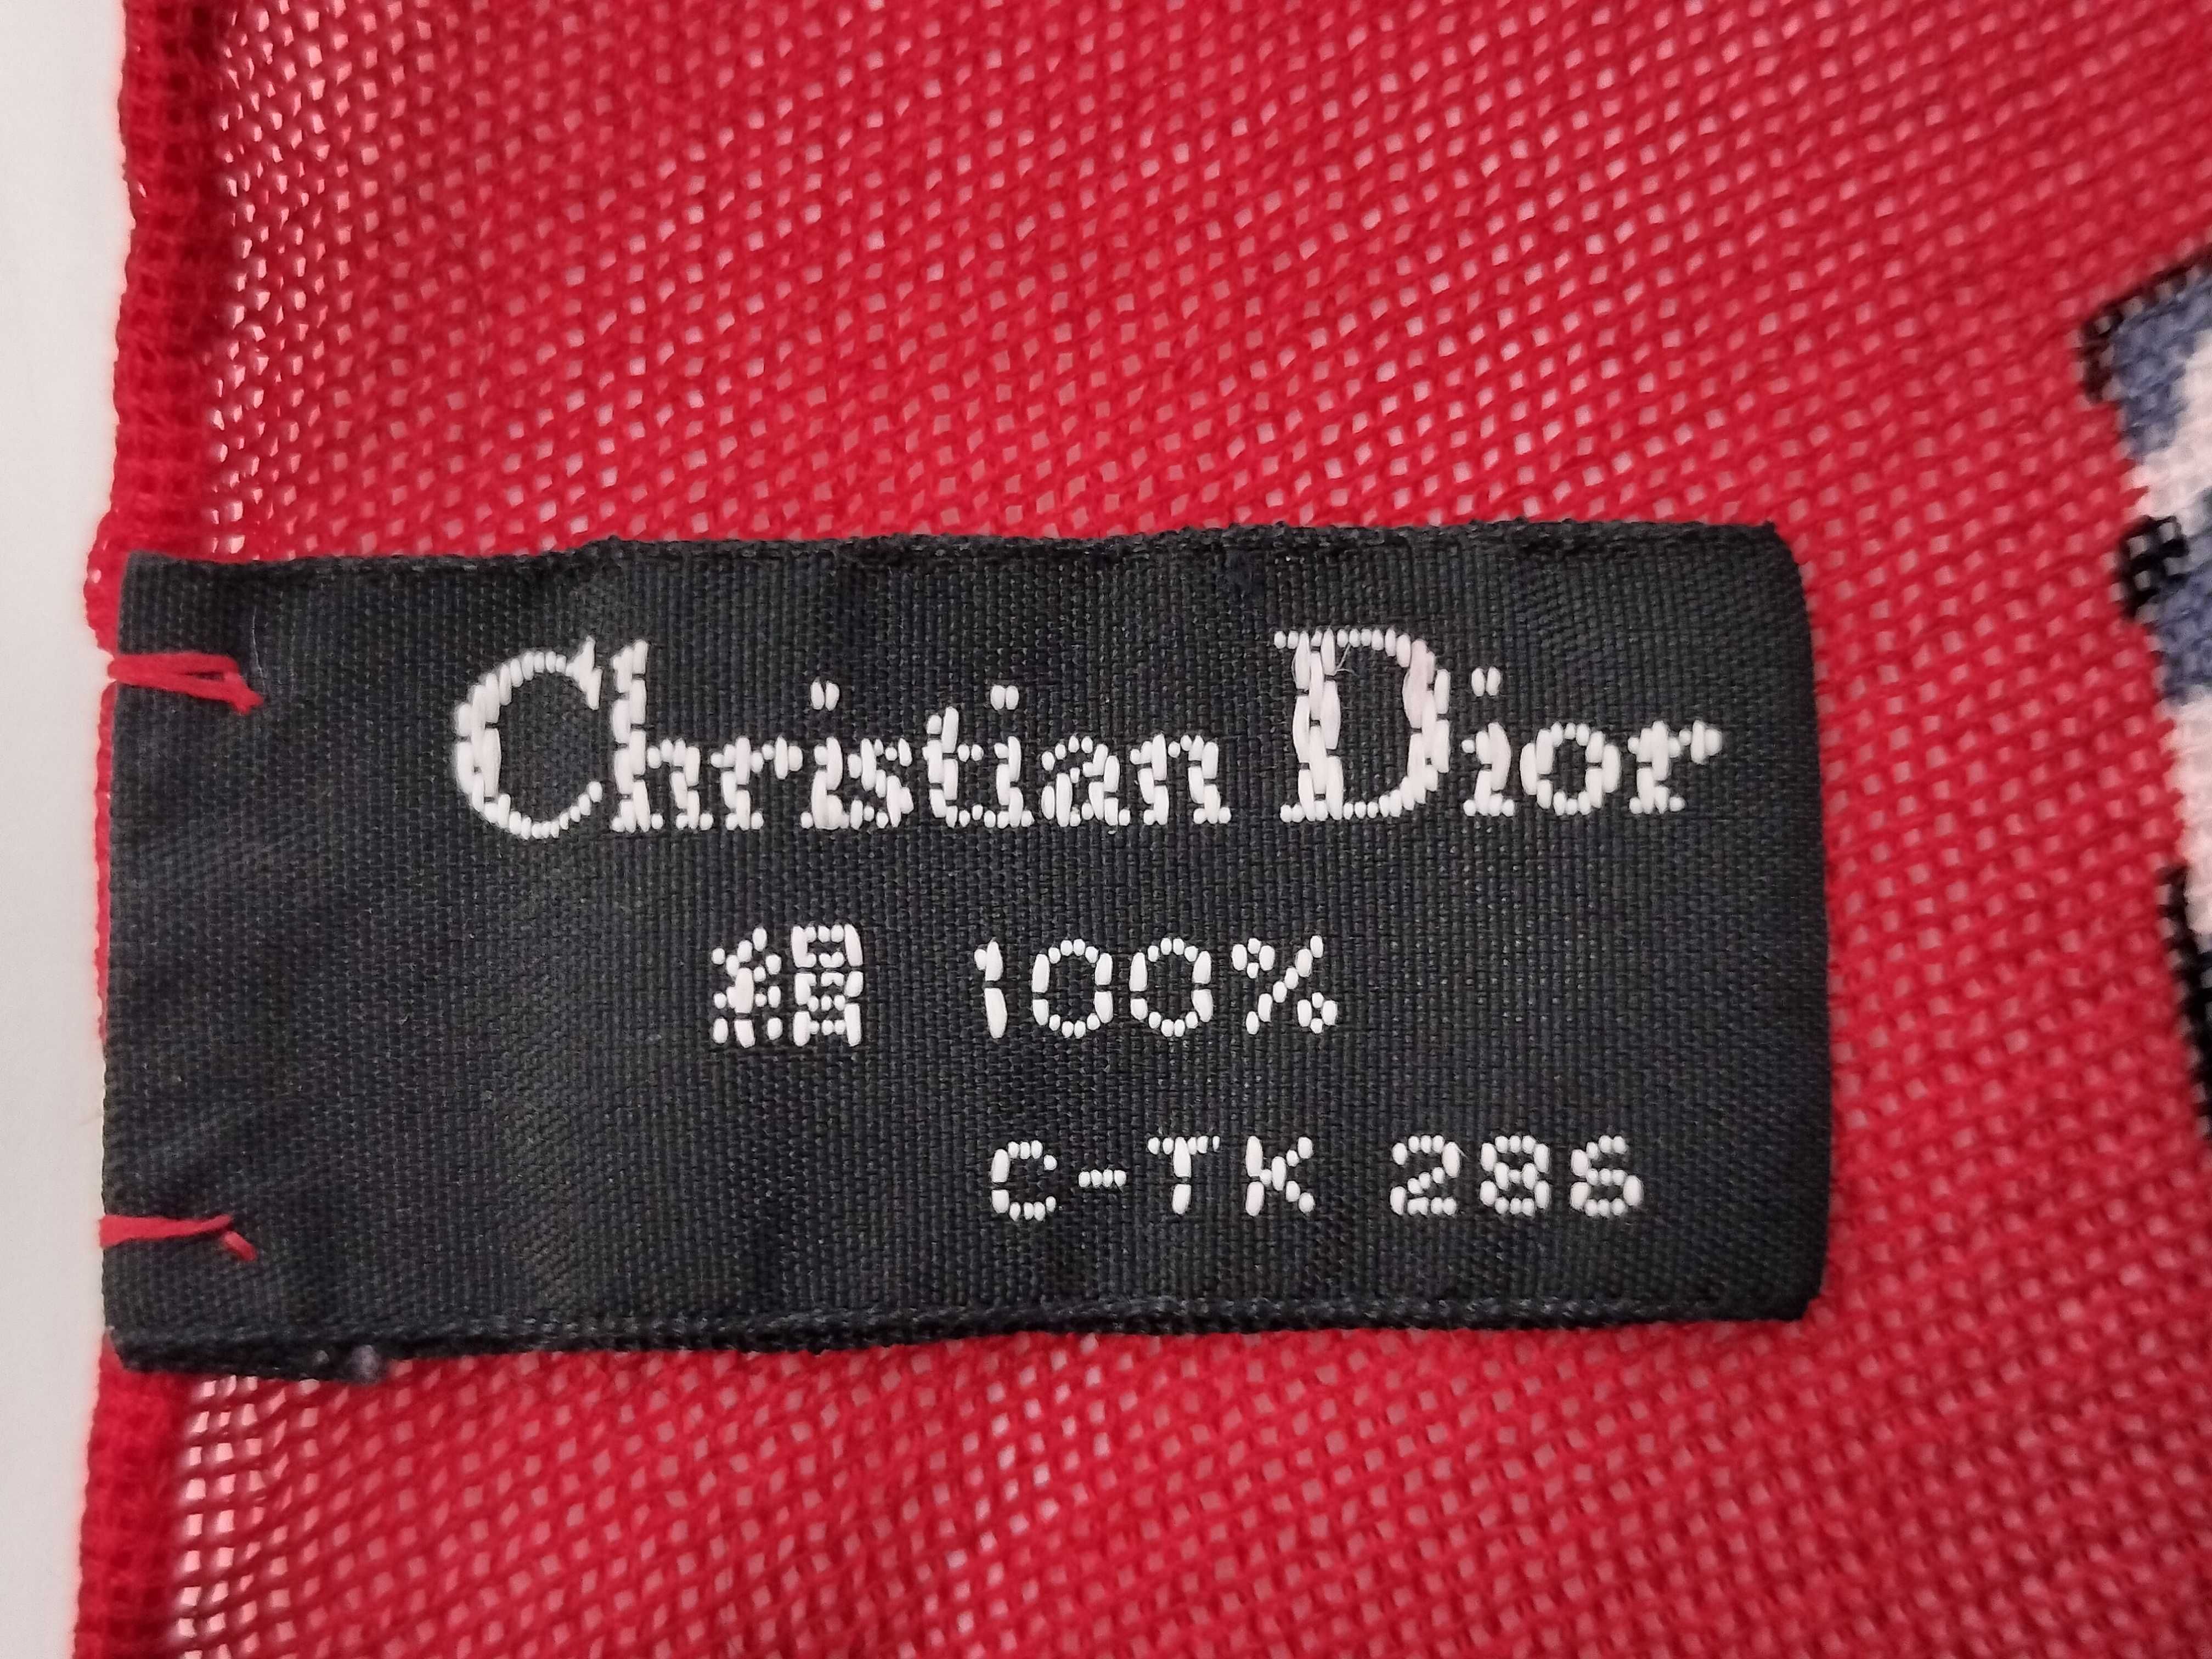 Christian Dior
絹 100%
C-TK 286